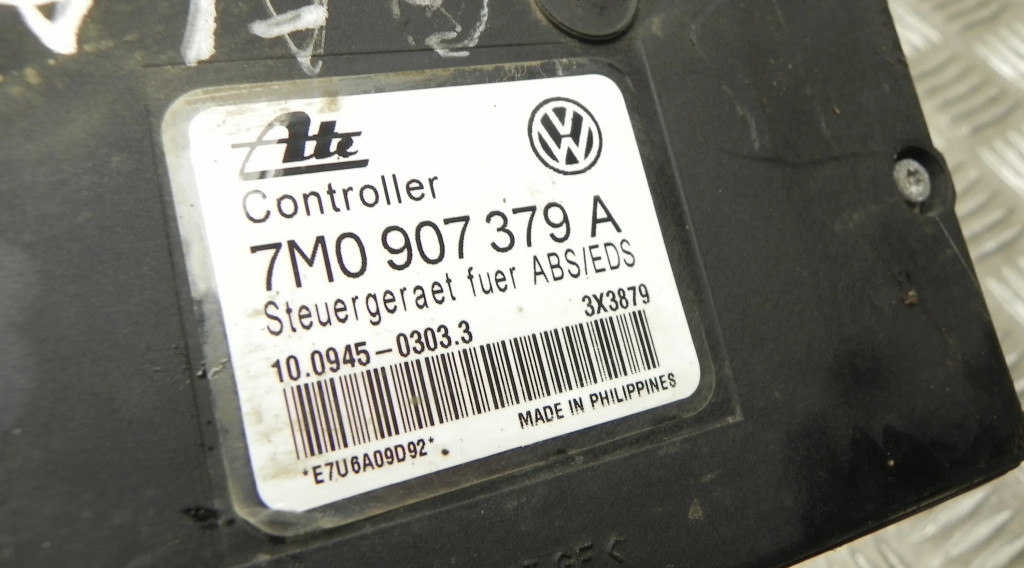 Ate
Controller
7M0 907 379 A
Steuergeraet fuer ABS/EDS
10.0945-0303.3 3X3879
*E7U6A09D92* MADE IN PHILIPPINES